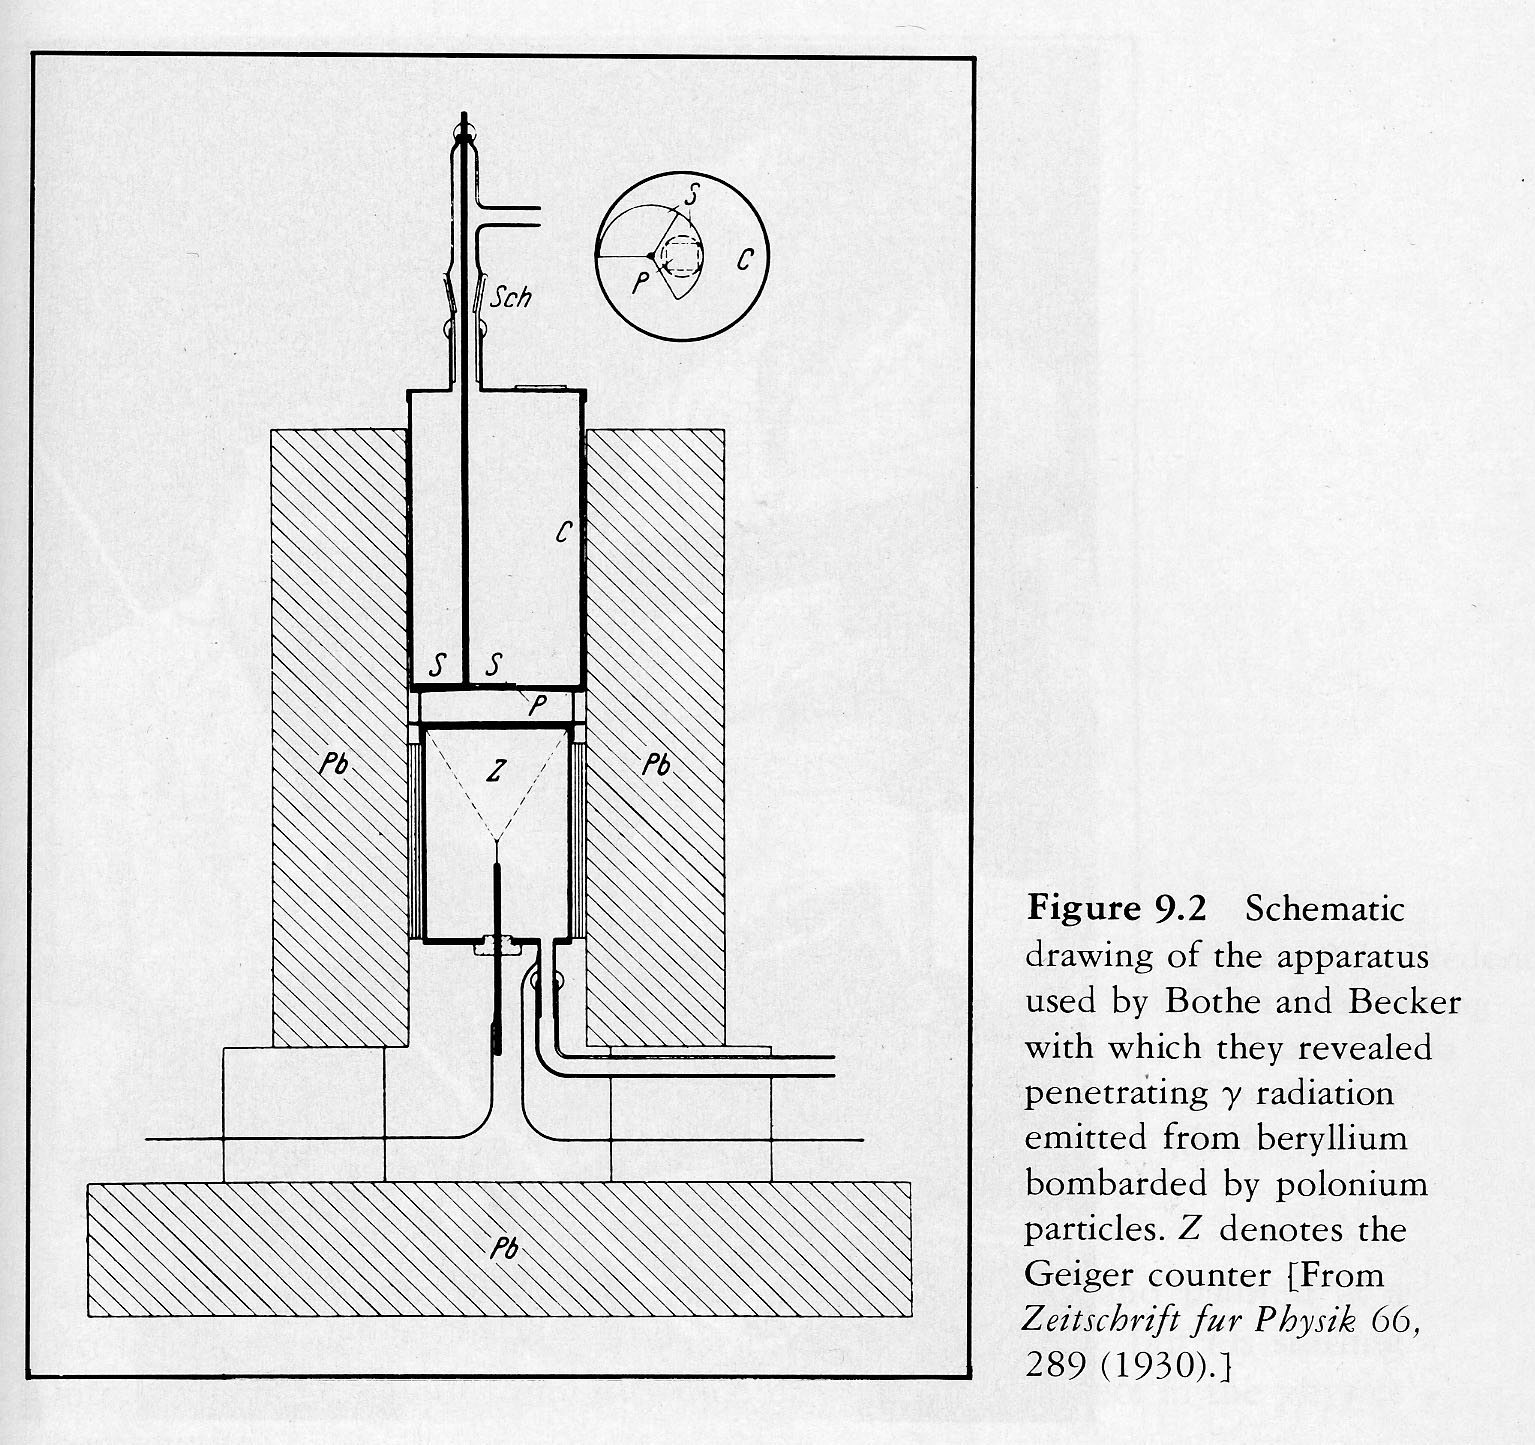 S
P
C
Sch
C
S
S
P
Pb
Z
Pb
Pb
Figure 9.2 Schematic
drawing of the apparatus
used by Bothe and Becker
with which they revealed
penetrating γ radiation
emitted from beryllium
bombarded by polonium
particles. Z denotes the
Geiger counter [From
Zeitschrift fur Physik 66,
289 (1930).]